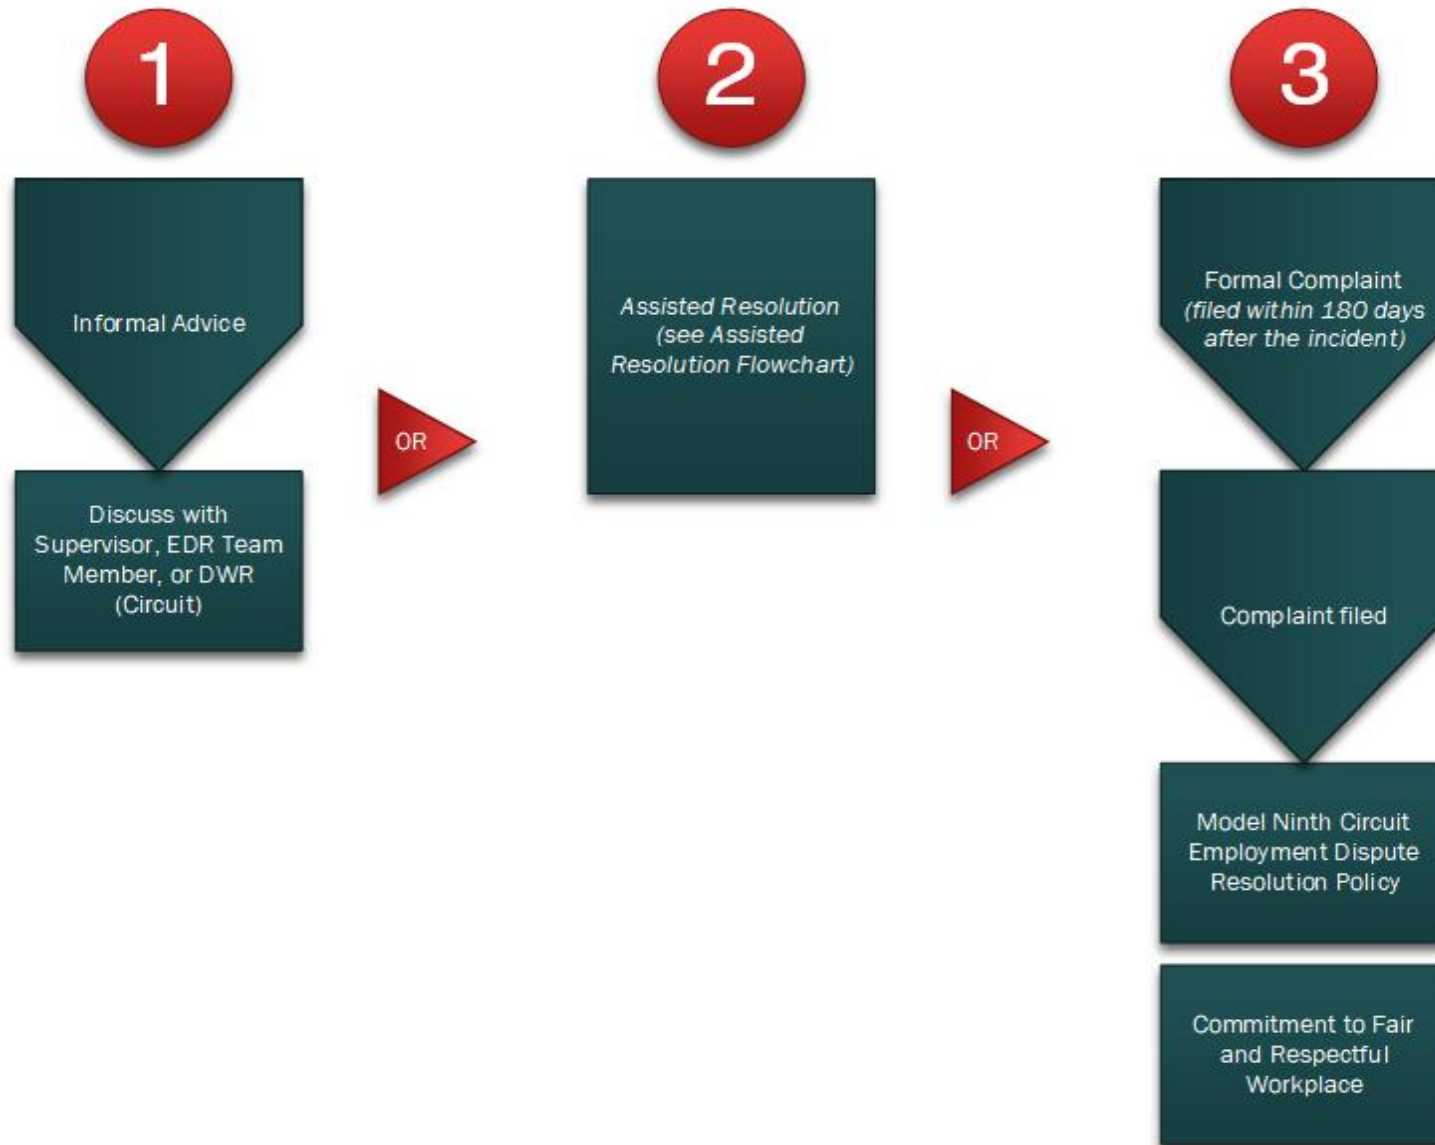 1
Informal Advice
Discuss with
Supervisor, EDR Team
Member, or DWR
(Circuit)
OR
2
Assisted Resolution
(see Assisted
Resolution Flowchart)
OR
3
Formal Complaint
(filed within 180 days
after the incident)
Complaint filed
Model Ninth Circuit
Employment Dispute
Resolution Policy
Commitment to Fair
and Respectful
Workplace